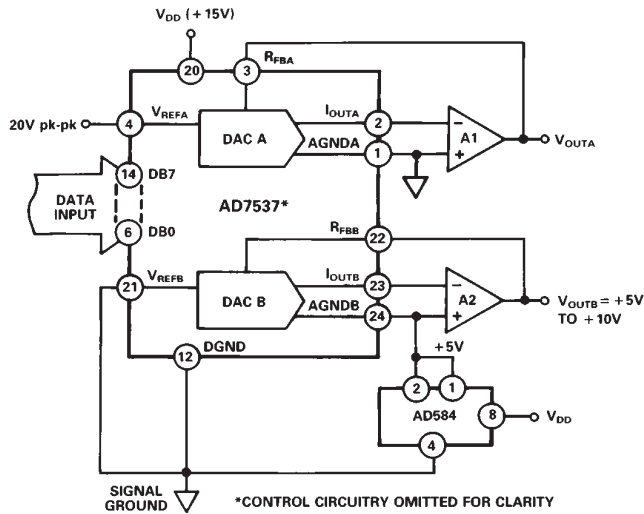 V_DD (+15V)
20
3
R_FBA
20V pk-pk
4
V_REFA
DAC A
I_OUTA
2
AGNDA
1
−
+
A1
V_OUTA
DATA
INPUT
14
DB7
6
DB0
AD7537*
R_FBB
22
21
V_REFB
DAC B
I_OUTB
23
AGNDB
24
−
+
A2
V_OUTB = +5V
TO +10V
12
DGND
+5V
2
1
AD584
8
V_DD
4
SIGNAL
GROUND
*CONTROL CIRCUITRY OMITTED FOR CLARITY